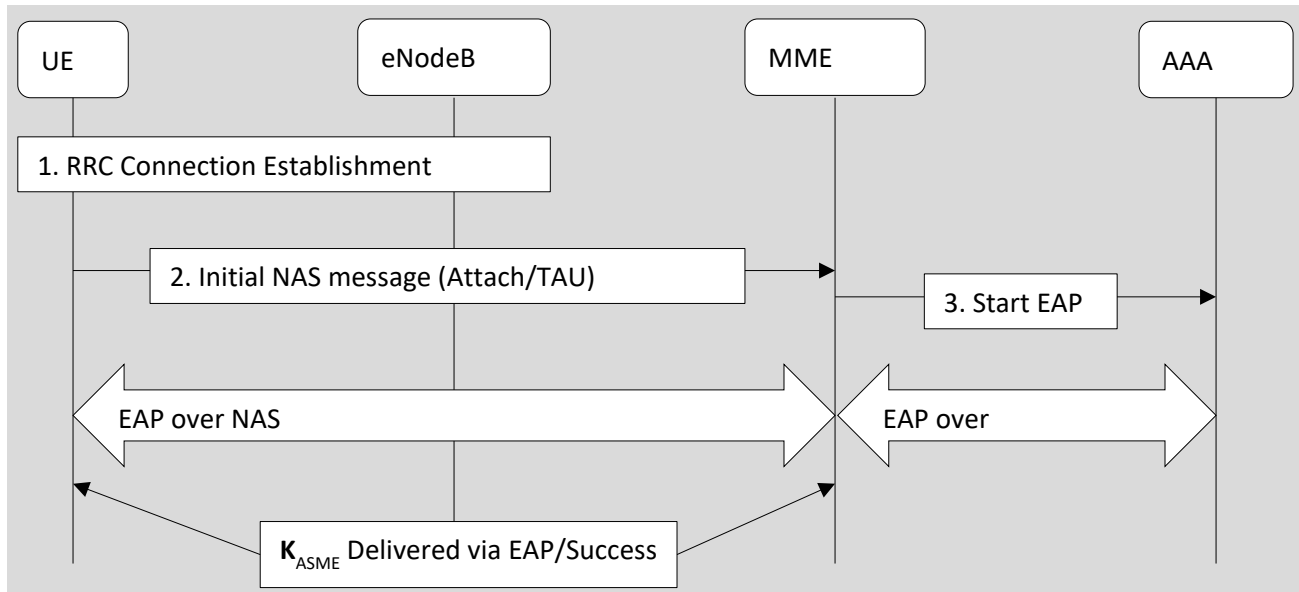 UE
eNodeB
MME
AAA
1. RRC Connection Establishment
2. Initial NAS message (Attach/TAU)
3. Start EAP
EAP over NAS
EAP over
KASME Delivered via EAP/Success